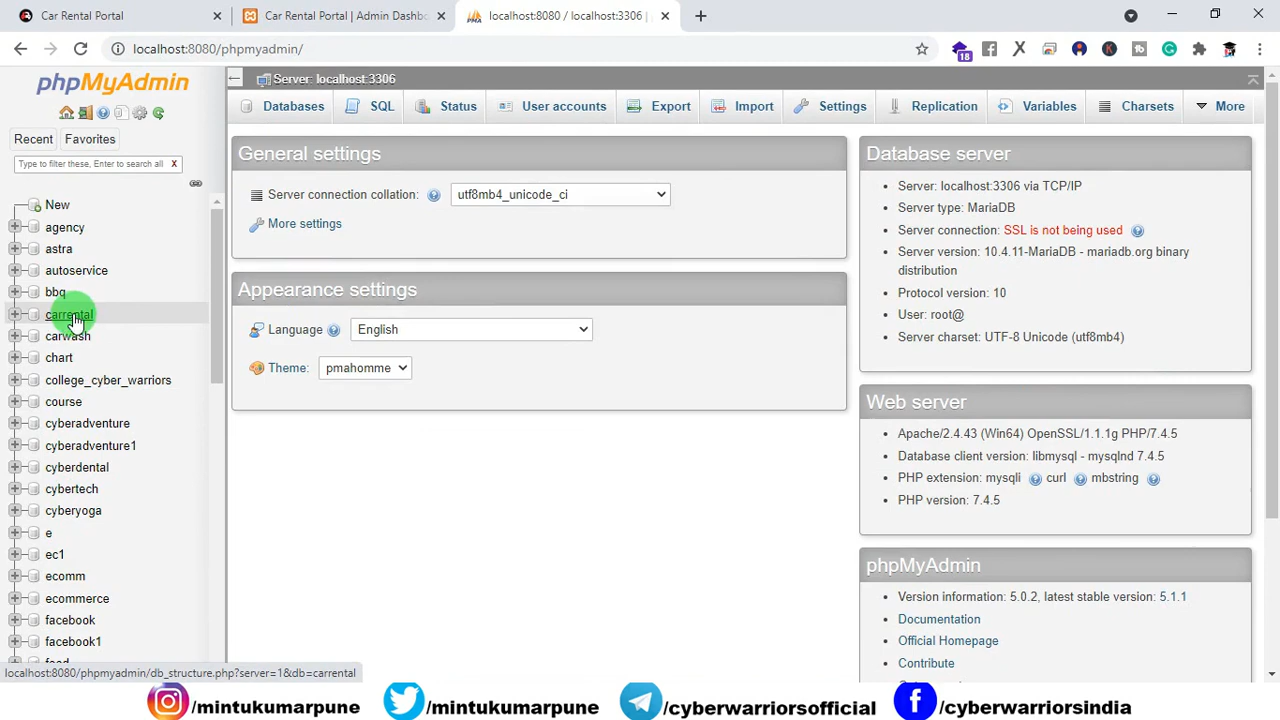 Car Rental Portal
Car Rental Portal | Admin Dashbo
localhost:8080 / localhost:3306 |
localhost:8080/phpmyadmin/
18
phpMyAdmin
Recent
Favorites
Type to filter these, Enter to search all
X
New
agency
astra
autoservice
bbq
carrental
carwash
chart
college_cyber_warriors
course
cyberadventure
cyberadventure1
cyberdental
cybertech
cyberyoga
e
ec1
ecomm
ecommerce
facebook
facebook1
localhost:8080/phpmyadmin/db_structure.php?server=1&db=carrental
Server: localhost:3306
Databases
SQL
Status
User accounts
Export
Import
Settings
Replication
Variables
Charsets
More
General settings
Server connection collation:
utf8mb4_unicode_ci
More settings
Appearance settings
Language
English
Theme:
pmahomme
Database server
Server: localhost:3306 via TCP/IP
Server type: MariaDB
Server connection: SSL is not being used
Server version: 10.4.11-MariaDB - mariadb.org binary
distribution
Protocol version: 10
User: root@
Server charset: UTF-8 Unicode (utf8mb4)
Web server
Apache/2.4.43 (Win64) OpenSSL/1.1.1g PHP/7.4.5
Database client version: libmysql - mysqlnd 7.4.5
PHP extension: mysqli curl mbstring
PHP version: 7.4.5
phpMyAdmin
Version information: 5.0.2, latest stable version: 5.1.1
Documentation
Official Homepage
Contribute
/mintukumarpune
/mintukumarpune
/cyberwarriorsofficial
/cyberwarriorsindia